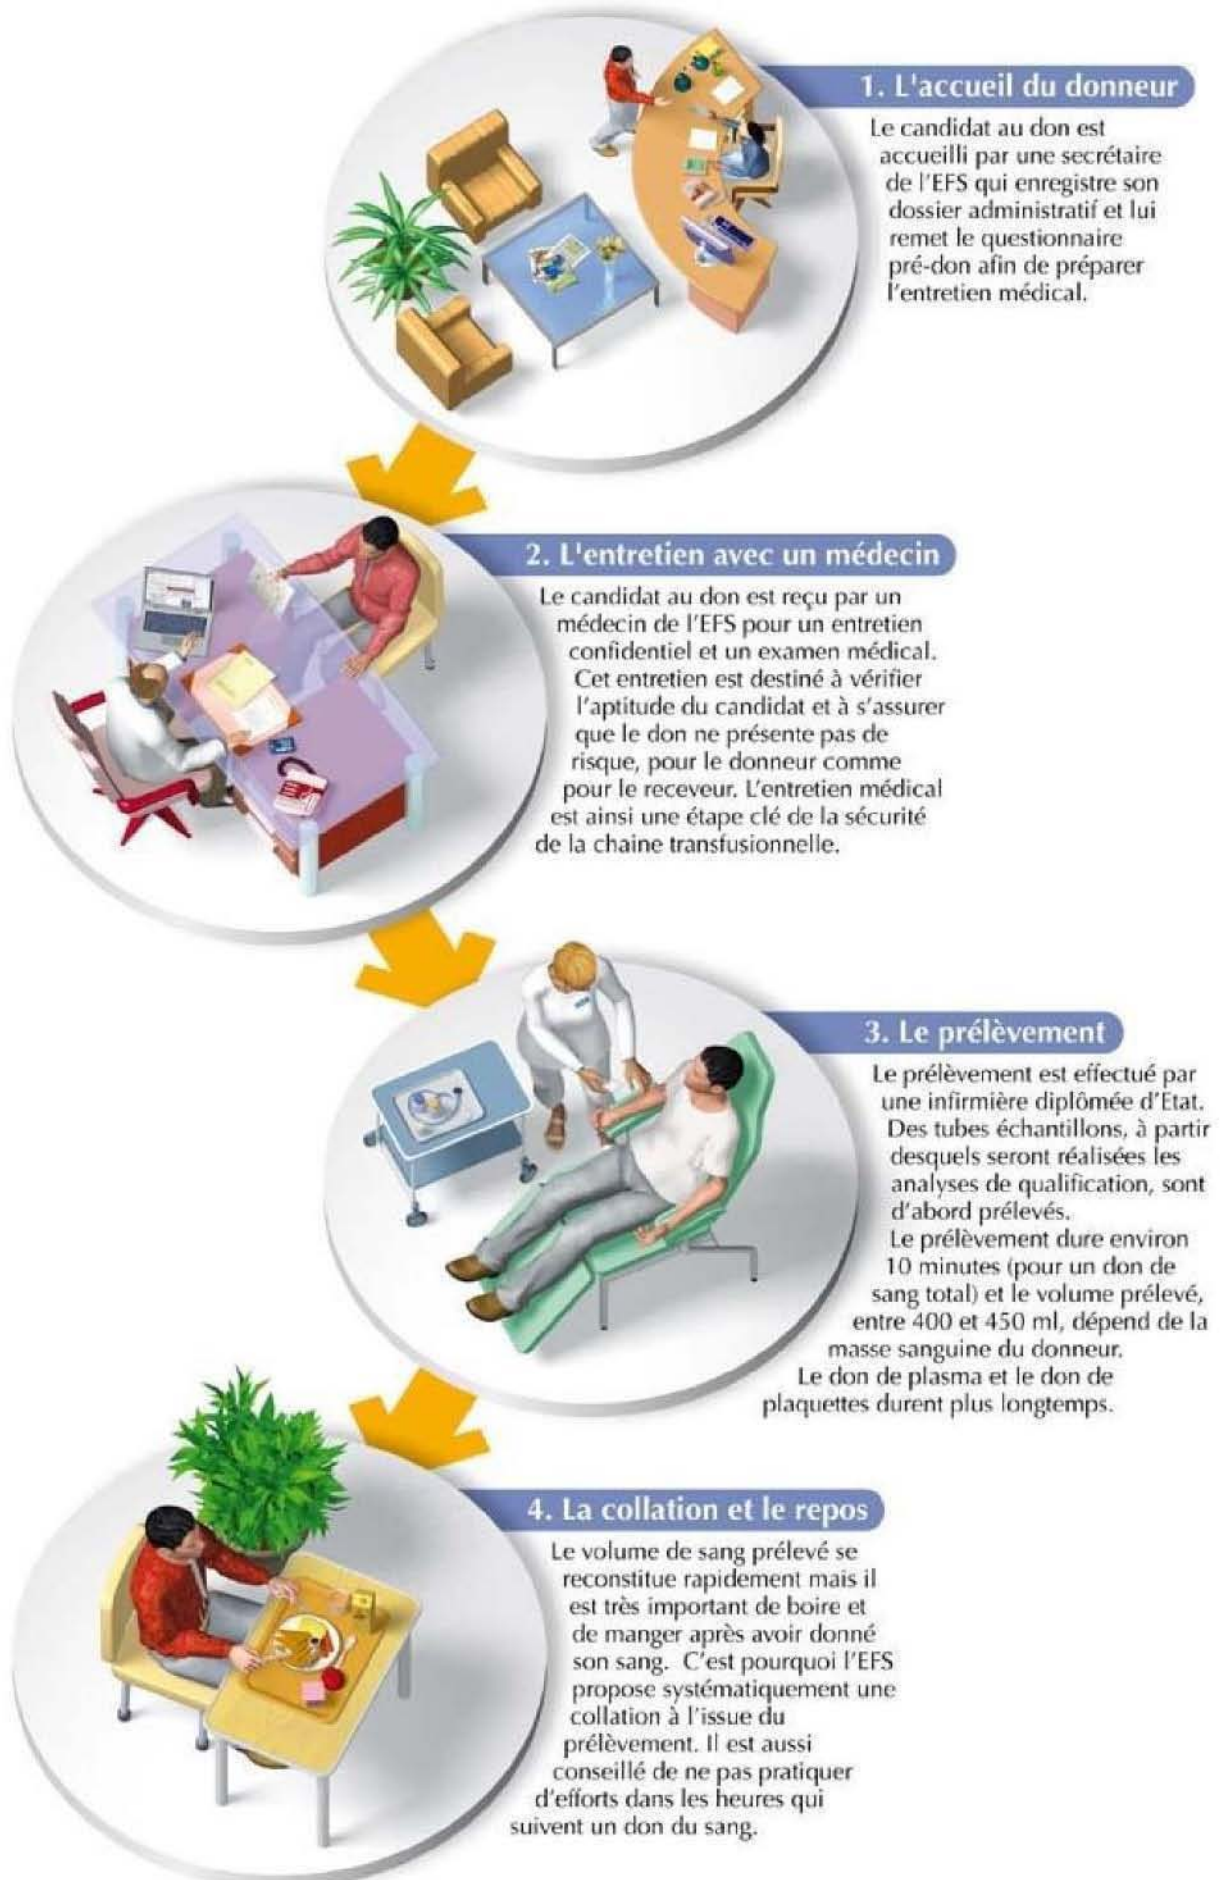 1. L'accueil du donneur
Le candidat au don est
accueilli par une secrétaire
de l'EFS qui enregistre son
dossier administratif et lui
remet le questionnaire
pré-don afin de préparer
l'entretien médical.
2. L'entretien avec un médecin
Le candidat au don est reçu par un
médecin de l'EFS pour un entretien
confidentiel et un examen médical.
Cet entretien est destiné à vérifier
l'aptitude du candidat et à s'assurer
que le don ne présente pas de
risque, pour le donneur comme
pour le receveur. L'entretien médical
est ainsi une étape clé de la sécurité
de la chaine transfusionnelle.
3. Le prélèvement
Le prélèvement est effectué par
une infirmière diplômée d'Etat.
Des tubes échantillons, à partir
desquels seront réalisées les
analyses de qualification, sont
d'abord prélevés.
Le prélèvement dure environ
10 minutes (pour un don de
sang total) et le volume prélevé,
entre 400 et 450 ml, dépend de la
masse sanguine du donneur.
Le don de plasma et le don de
plaquettes durent plus longtemps.
4. La collation et le repos
Le volume de sang prélevé se
reconstitue rapidement mais il
est très important de boire et
de manger après avoir donné
son sang. C'est pourquoi l'EFS
propose systématiquement une
collation à l'issue du
prélèvement. Il est aussi
conseillé de ne pas pratiquer
d'efforts dans les heures qui
suivent un don du sang.